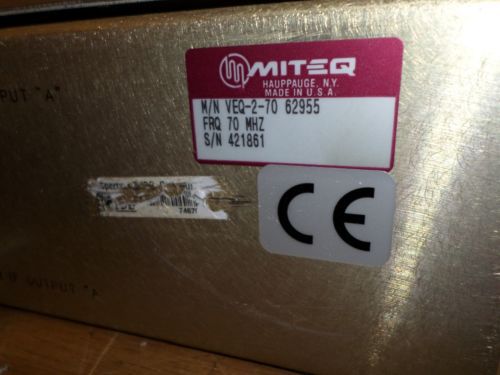 PUT "A"
MITEQ
HAUPPAUGE, N.Y.
MADE IN U.S.A.
M/N VEQ-2-70 62955
FRQ 70 MHZ
S/N 421861
CE
OUTPUT "A